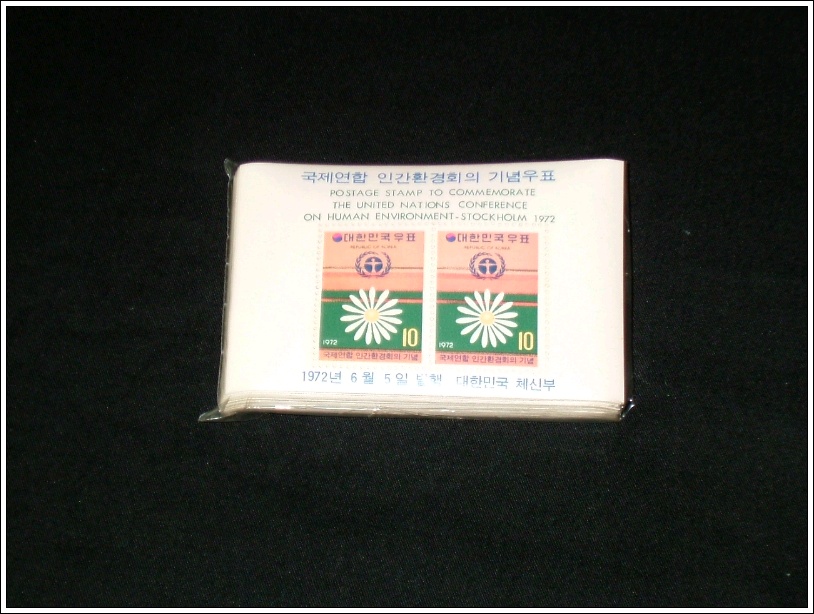 국제연합 인간환경회의 기념우표
POSTAGE STAMP TO COMMEMORATE
THE UNITED NATIONS CONFERENCE
ON HUMAN ENVIRONMENT-STOCKHOLM 1972
대한민국우표
REPUBLIC OF KOREA
1972
10
국제연합 인간환경회의 기념
대한민국우표
REPUBLIC OF KOREA
1972
10
국제연합 인간환경회의 기념
1972년 6월 5일 발행 대한민국 체신부